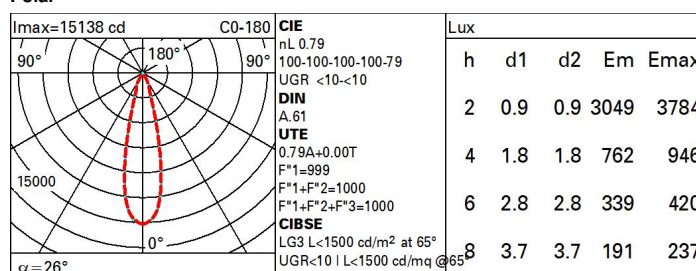 Imax=15138 cd C0-180
90° 180° 90°
15000
0°
α=26°
CIE
nL 0.79
100-100-100-100-79
UGR <10-<10
DIN
A.61
UTE
0.79A+0.00T
F"1=999
F"1+F"2=1000
F"1+F"2+F"3=1000
CIBSE
LG3 L<1500 cd/m² at 65°
UGR<10 | L<1500 cd/mq @65°
Lux
h d1 d2 Em Emax
2 0.9 0.9 3049 3784
4 1.8 1.8 762 946
6 2.8 2.8 339 420
8 3.7 3.7 191 237